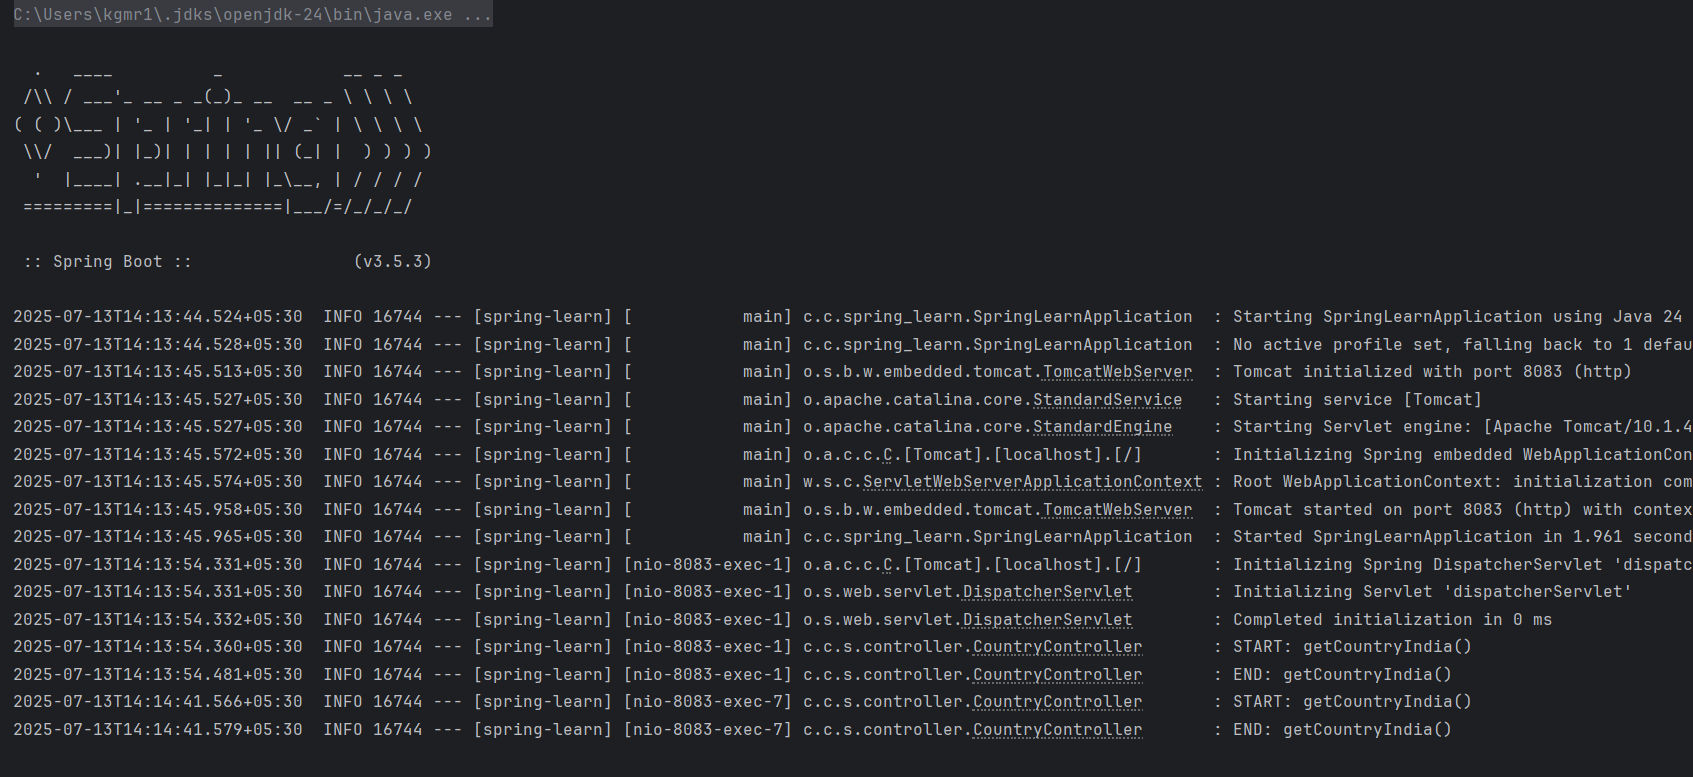 C:\Users\kgmr1\.jdks\openjdk-24\bin\java.exe ...
  .   ____          _            __ _ _
 /\\ / ___'_ __ _ _(_)_ __  __ _ \ \ \ \
( ( )\___ | '_ | '_| | '_ \/ _` | \ \ \ \
 \\/  ___)| |_)| | | | | || (_| |  ) ) ) )
  '  |____| .__|_| |_|_| |_\__, | / / / /
 =========|_|==============|___/=/_/_/_/
 :: Spring Boot ::                (v3.5.3)
2025-07-13T14:13:44.524+05:30  INFO 16744 --- [spring-learn] [           main] c.c.spring_learn.SpringLearnApplication  : Starting SpringLearnApplication using Java 24
2025-07-13T14:13:44.528+05:30  INFO 16744 --- [spring-learn] [           main] c.c.spring_learn.SpringLearnApplication  : No active profile set, falling back to 1 defau
2025-07-13T14:13:45.513+05:30  INFO 16744 --- [spring-learn] [           main] o.s.b.w.embedded.tomcat.TomcatWebServer  : Tomcat initialized with port 8083 (http)
2025-07-13T14:13:45.527+05:30  INFO 16744 --- [spring-learn] [           main] o.apache.catalina.core.StandardService   : Starting service [Tomcat]
2025-07-13T14:13:45.527+05:30  INFO 16744 --- [spring-learn] [           main] o.apache.catalina.core.StandardEngine    : Starting Servlet engine: [Apache Tomcat/10.1.4
2025-07-13T14:13:45.572+05:30  INFO 16744 --- [spring-learn] [           main] o.a.c.c.C.[Tomcat].[localhost].[/]       : Initializing Spring embedded WebApplicationCon
2025-07-13T14:13:45.574+05:30  INFO 16744 --- [spring-learn] [           main] w.s.c.ServletWebServerApplicationContext : Root WebApplicationContext: initialization com
2025-07-13T14:13:45.958+05:30  INFO 16744 --- [spring-learn] [           main] o.s.b.w.embedded.tomcat.TomcatWebServer  : Tomcat started on port 8083 (http) with contex
2025-07-13T14:13:45.965+05:30  INFO 16744 --- [spring-learn] [           main] c.c.spring_learn.SpringLearnApplication  : Started SpringLearnApplication in 1.961 second
2025-07-13T14:13:54.331+05:30  INFO 16744 --- [spring-learn] [nio-8083-exec-1] o.a.c.c.C.[Tomcat].[localhost].[/]       : Initializing Spring DispatcherServlet 'dispatc
2025-07-13T14:13:54.331+05:30  INFO 16744 --- [spring-learn] [nio-8083-exec-1] o.s.web.servlet.DispatcherServlet        : Initializing Servlet 'dispatcherServlet'
2025-07-13T14:13:54.332+05:30  INFO 16744 --- [spring-learn] [nio-8083-exec-1] o.s.web.servlet.DispatcherServlet        : Completed initialization in 0 ms
2025-07-13T14:13:54.360+05:30  INFO 16744 --- [spring-learn] [nio-8083-exec-1] c.c.s.controller.CountryController       : START: getCountryIndia()
2025-07-13T14:13:54.481+05:30  INFO 16744 --- [spring-learn] [nio-8083-exec-1] c.c.s.controller.CountryController       : END: getCountryIndia()
2025-07-13T14:14:41.566+05:30  INFO 16744 --- [spring-learn] [nio-8083-exec-7] c.c.s.controller.CountryController       : START: getCountryIndia()
2025-07-13T14:14:41.579+05:30  INFO 16744 --- [spring-learn] [nio-8083-exec-7] c.c.s.controller.CountryController       : END: getCountryIndia()